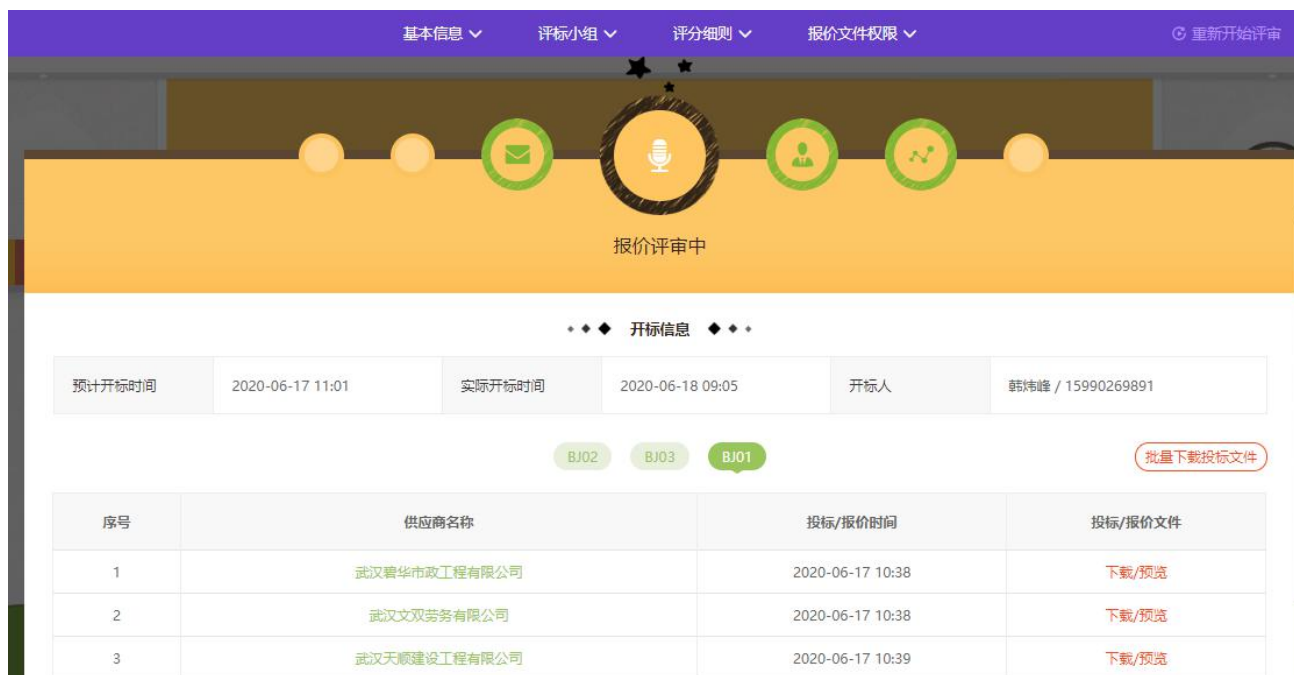 基本信息 评标小组 评分细则 报价文件权限 重新开始评审
报价评审中
开标信息
预计开标时间 2020-06-17 11:01 实际开标时间 2020-06-18 09:05 开标人 韩炜峰 / 15990269891
BJ02 BJ03 BJ01 批量下载投标文件
序号 供应商名称 投标/报价时间 投标/报价文件
1 武汉碧华市政工程有限公司 2020-06-17 10:38 下载/预览
2 武汉文双劳务有限公司 2020-06-17 10:38 下载/预览
3 武汉天顺建设工程有限公司 2020-06-17 10:39 下载/预览